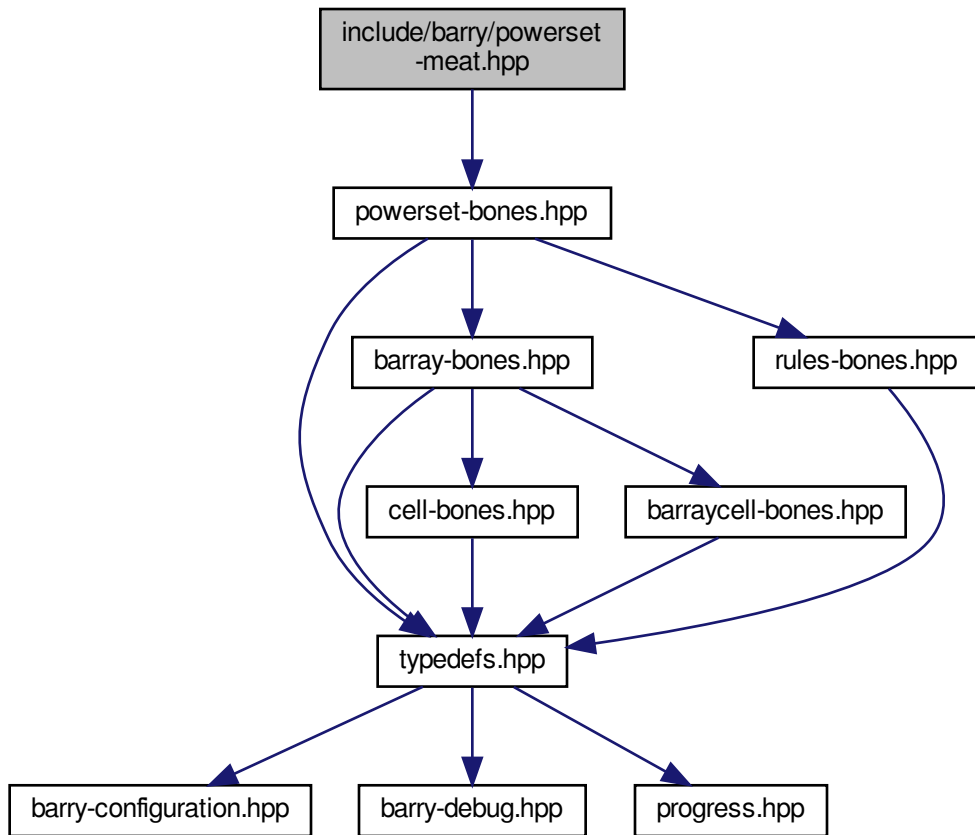 include/barry/powerset
-meat.hpp
powerset-bones.hpp
barray-bones.hpp
rules-bones.hpp
cell-bones.hpp
barraycell-bones.hpp
typedefs.hpp
barry-configuration.hpp
barry-debug.hpp
progress.hpp